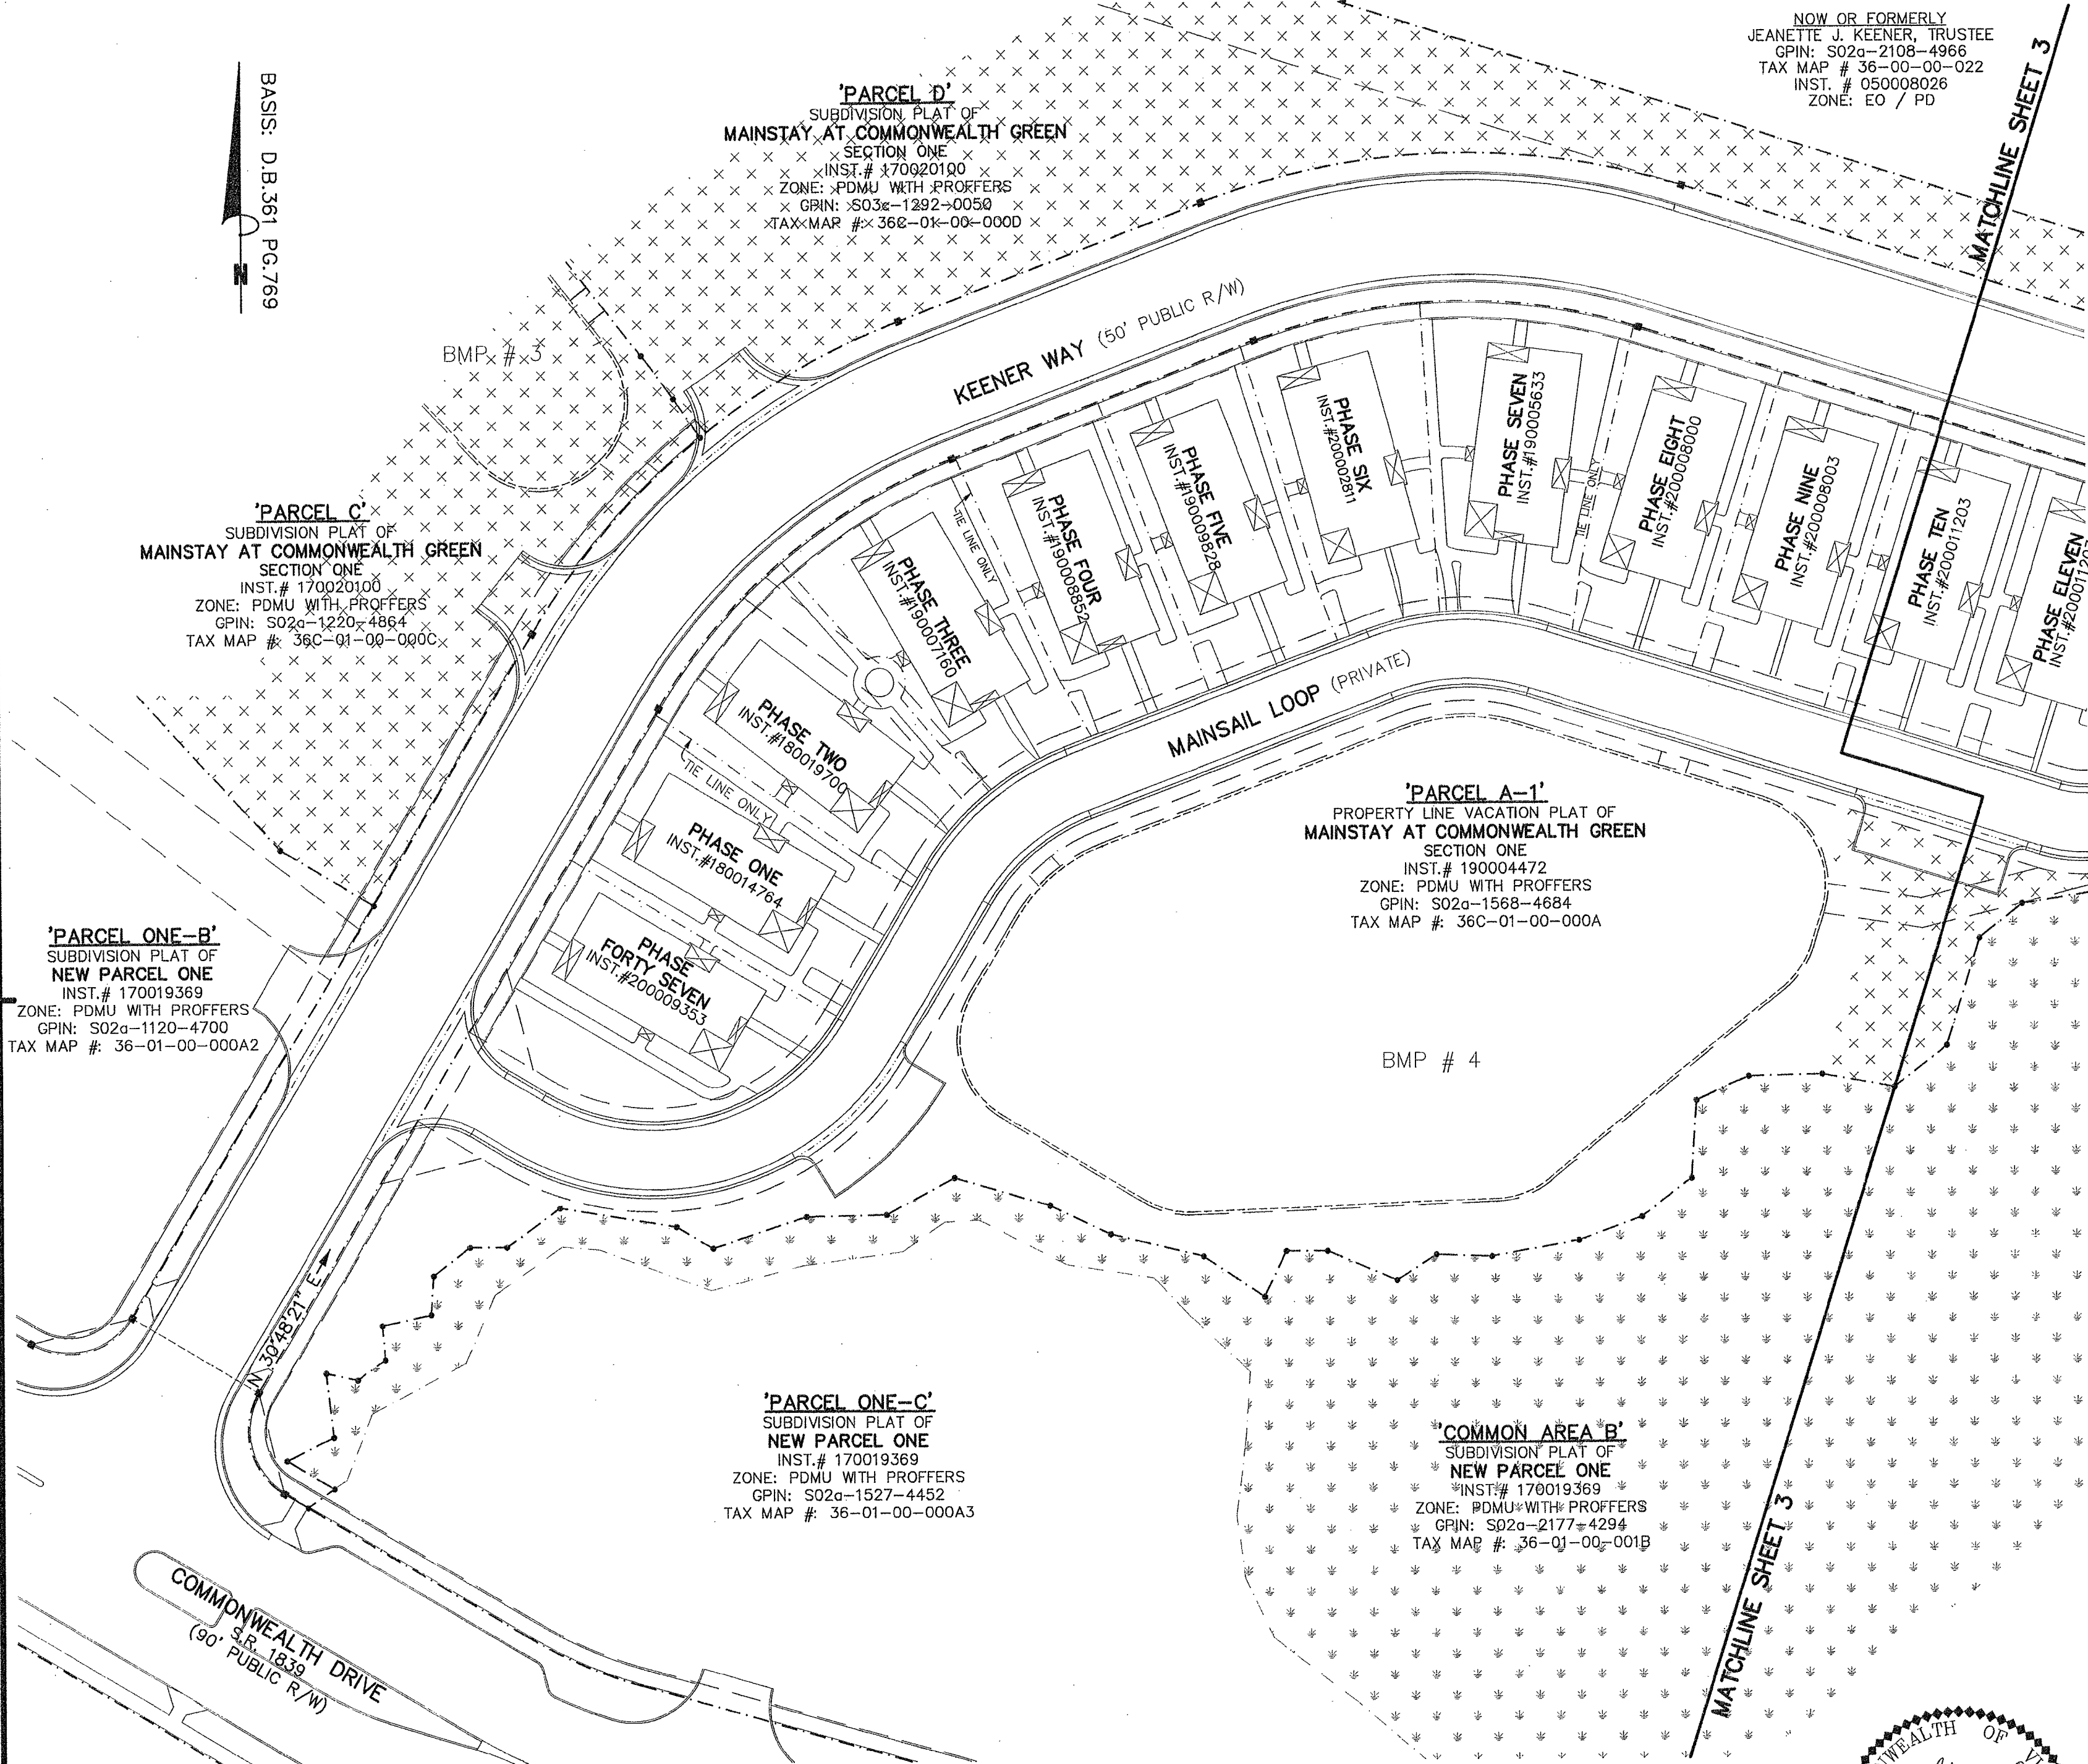 NOW OR FORMERLY
JEANETTE J. KEENER, TRUSTEE
GPIN: S02a-2108-4966
TAX MAP # 36-00-00-022
INST. # 050008026
ZONE: EO / PD
MATCHLINE SHEET 3
BASIS: D.B.361 PG.769
N
'PARCEL D'
SUBDIVISION PLAT OF
MAINSTAY AT COMMONWEALTH GREEN
SECTION ONE
INST.# 170020100
ZONE: PDMU WITH PROFFERS
GPIN: S03c-1292-0050
TAX MAP #: 36C-01-00-000D
BMP # 3
KEENER WAY (50' PUBLIC R/W)
'PARCEL C'
SUBDIVISION PLAT OF
MAINSTAY AT COMMONWEALTH GREEN
SECTION ONE
INST.# 170020100
ZONE: PDMU WITH PROFFERS
GPIN: S02a-1220-4864
TAX MAP #: 36C-01-00-000C
PHASE THREE
INST.#190007160
TIE LINE ONLY
PHASE FOUR
INST.#190008852
PHASE FIVE
INST.#190009828
PHASE SIX
INST.#200002811
PHASE SEVEN
INST.#190005633
TIE LINE ONLY
PHASE EIGHT
INST.#200008000
PHASE NINE
INST.#200008003
PHASE TEN
INST.#200011203
PHASE ELEVEN
MAINSAIL LOOP (PRIVATE)
PHASE TWO
INST.#180019700
TIE LINE ONLY
PHASE ONE
INST.#180014764
PHASE
FORTY SEVEN
INST.#200009353
'PARCEL A-1'
PROPERTY LINE VACATION PLAT OF
MAINSTAY AT COMMONWEALTH GREEN
SECTION ONE
INST.# 190004472
ZONE: PDMU WITH PROFFERS
GPIN: S02a-1568-4684
TAX MAP #: 36C-01-00-000A
BMP # 4
'PARCEL ONE-B'
SUBDIVISION PLAT OF
NEW PARCEL ONE
INST.# 170019369
ZONE: PDMU WITH PROFFERS
GPIN: S02a-1120-4700
TAX MAP #: 36-01-00-000A2
N 30°48'21" E
'PARCEL ONE-C'
SUBDIVISION PLAT OF
NEW PARCEL ONE
INST.# 170019369
ZONE: PDMU WITH PROFFERS
GPIN: S02a-1527-4452
TAX MAP #: 36-01-00-000A3
'COMMON AREA B'
SUBDIVISION PLAT OF
NEW PARCEL ONE
INST.# 170019369
ZONE: PDMU WITH PROFFERS
GPIN: S02a-2177-4294
TAX MAP #: 36-01-00-001B
MATCHLINE SHEET 3
COMMONWEALTH DRIVE
S.R. 1839
(90' PUBLIC R/W)
OF